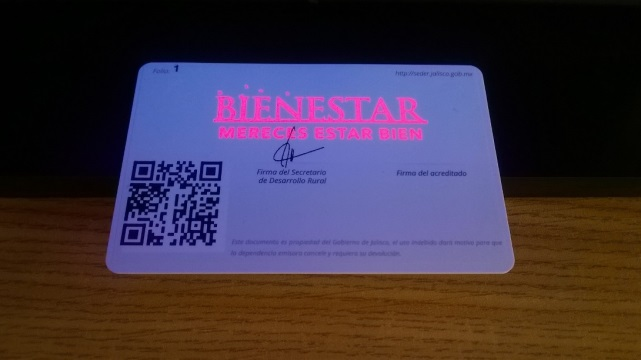 Folio: 1
http://seder.jalisco.gob.mx
BIENESTAR
MERECES ESTAR BIEN
Firma del Secretario
de Desarrollo Rural
Firma del acreditado
Este documento es propiedad del Gobierno de Jalisco, el uso indebido dará motivo para que
la dependencia emisora cancele y requiera su devolución.